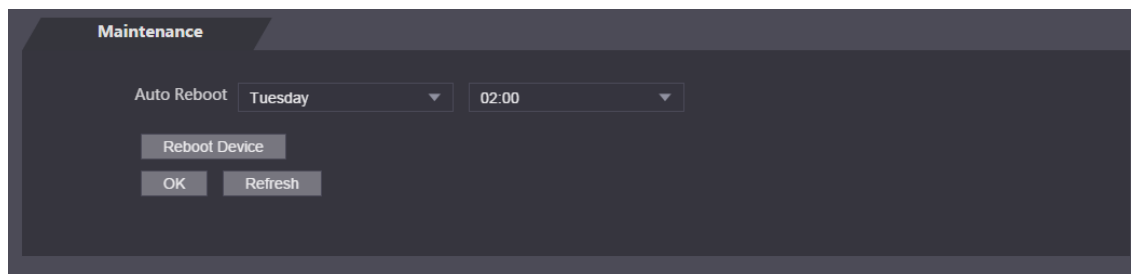 Maintenance
Auto Reboot Tuesday 02:00
Reboot Device
OK Refresh